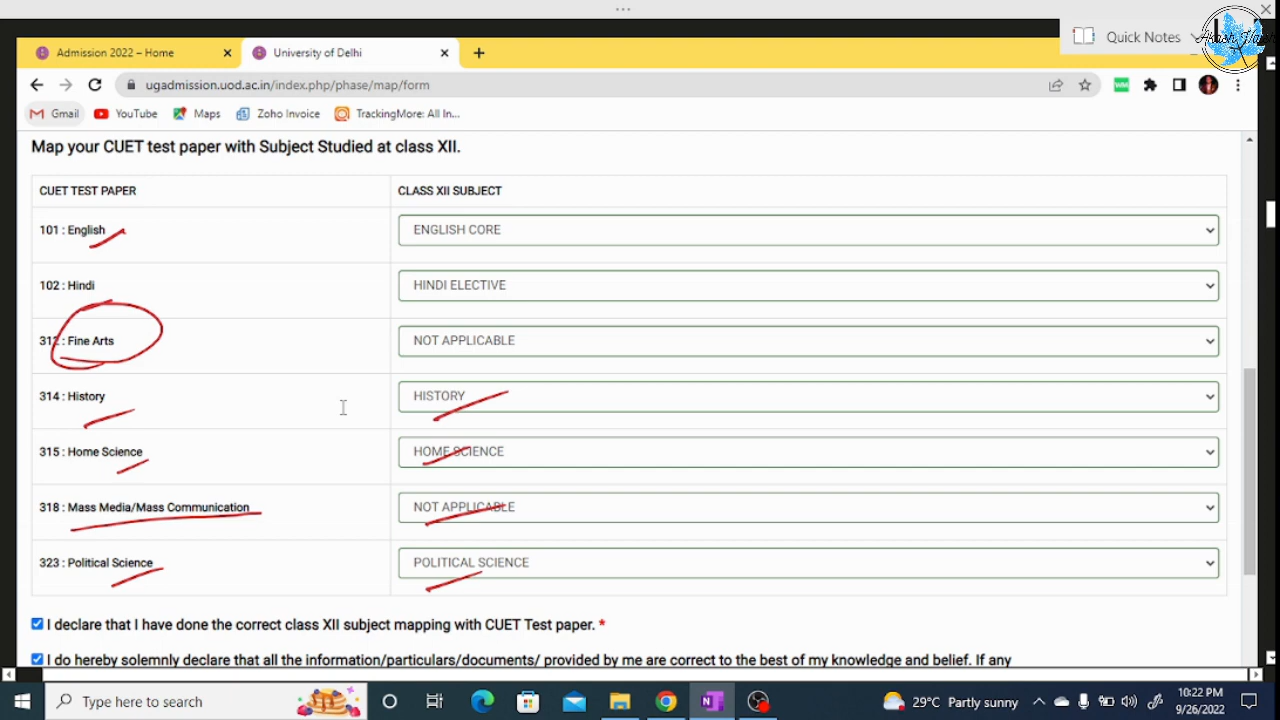 Quick Notes
Admission 2022 – Home
University of Delhi
ugadmission.uod.ac.in/index.php/phase/map/form
Gmail
YouTube
Maps
Zoho Invoice
TrackingMore: All In...
Map your CUET test paper with Subject Studied at class XII.
CUET TEST PAPER
CLASS XII SUBJECT
101 : English
ENGLISH CORE
102 : Hindi
HINDI ELECTIVE
312 : Fine Arts
NOT APPLICABLE
314 : History
HISTORY
315 : Home Science
HOME SCIENCE
318 : Mass Media/Mass Communication
NOT APPLICABLE
323 : Political Science
POLITICAL SCIENCE
I declare that I have done the correct class XII subject mapping with CUET Test paper. *
I do hereby solemnly declare that all the information/particulars/documents/ provided by me are correct to the best of my knowledge and belief. If any
Type here to search
29°C Partly sunny
10:22 PM
9/26/2022